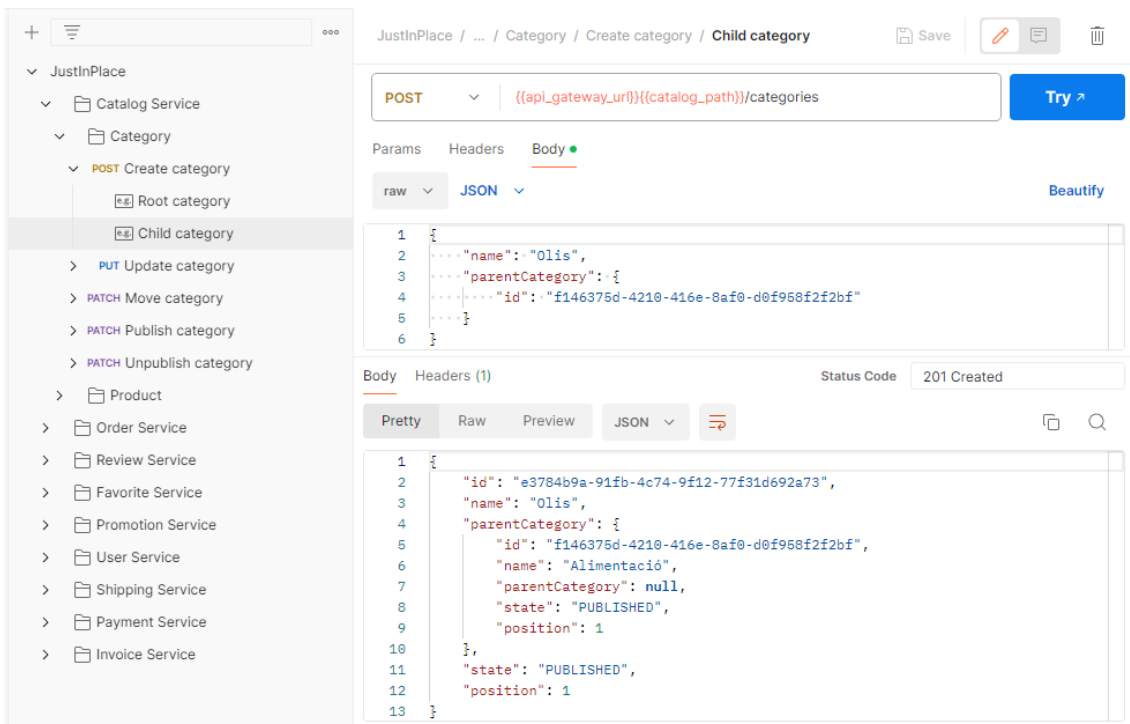 JustInPlace
Catalog Service
Category
POST Create category
e.g. Root category
e.g. Child category
PUT Update category
PATCH Move category
PATCH Publish category
PATCH Unpublish category
Product
Order Service
Review Service
Favorite Service
Promotion Service
User Service
Shipping Service
Payment Service
Invoice Service
JustInPlace / ... / Category / Create category / Child category
Save
POST {{api_gateway_url}}{{catalog_path}}/categories
Try ↗
Params Headers Body
raw JSON Beautify
1 {
2 "name": "Olis",
3 "parentCategory": {
4 "id": "f146375d-4210-416e-8af0-d0f958f2f2bf"
5 }
6 }
Body Headers (1) Status Code 201 Created
Pretty Raw Preview JSON
1 {
2 "id": "e3784b9a-91fb-4c74-9f12-77f31d692a73",
3 "name": "Olis",
4 "parentCategory": {
5 "id": "f146375d-4210-416e-8af0-d0f958f2f2bf",
6 "name": "Alimentació",
7 "parentCategory": null,
8 "state": "PUBLISHED",
9 "position": 1
10 },
11 "state": "PUBLISHED",
12 "position": 1
13 }